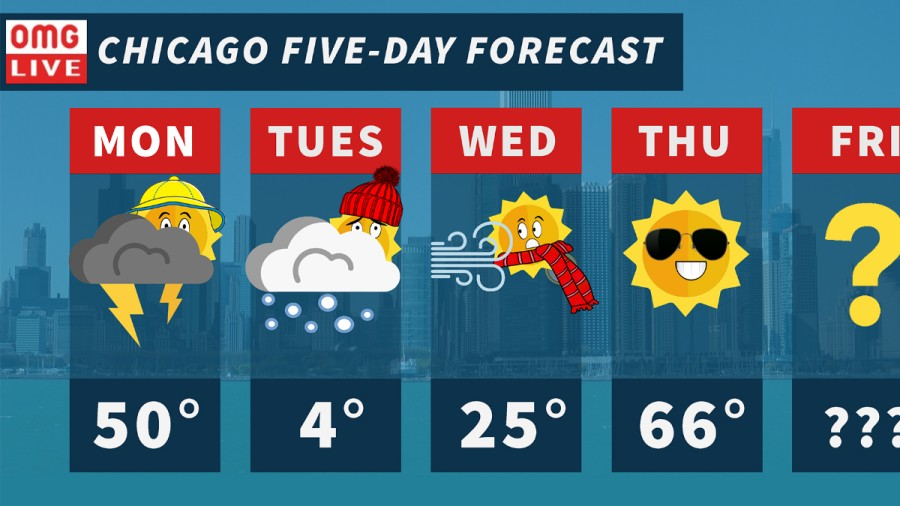 OMG
LIVE
CHICAGO FIVE-DAY FORECAST
MON
TUES
WED
THU
FRI
50°
4°
25°
66°
???